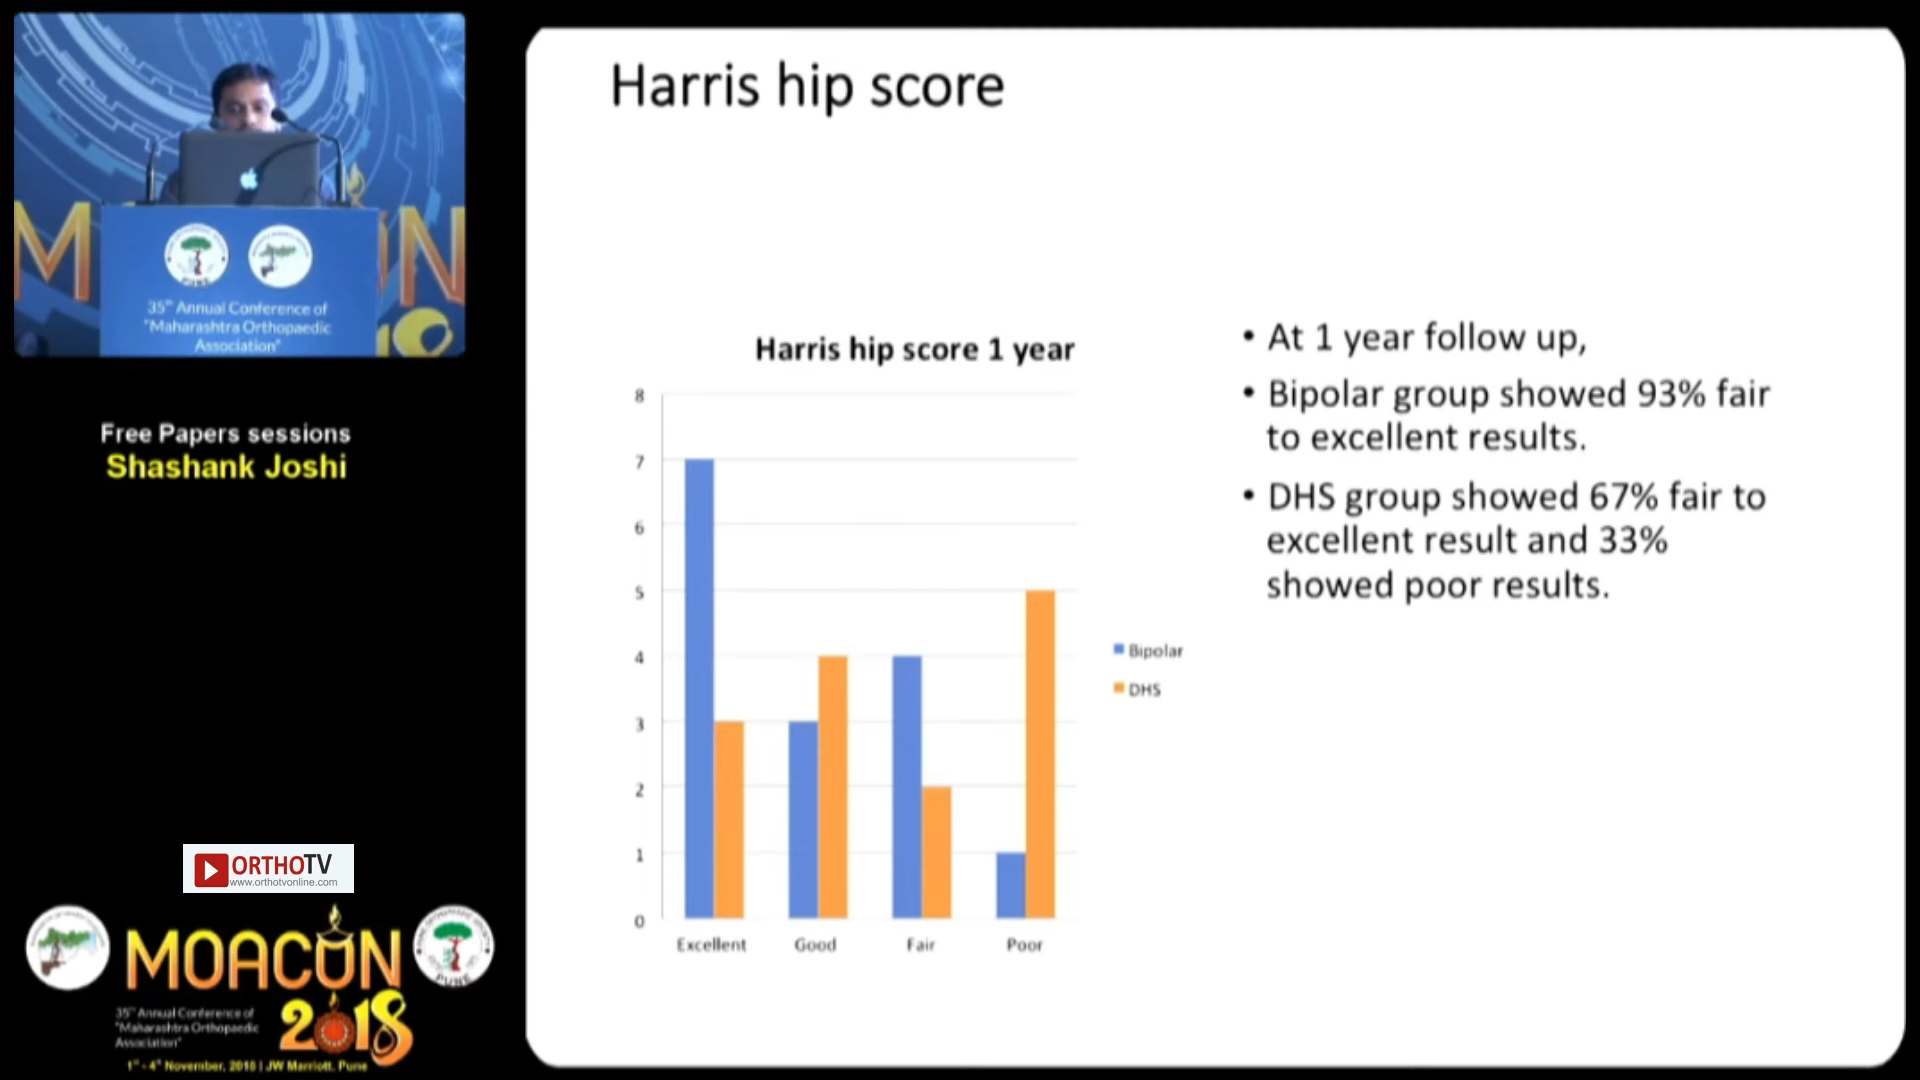 Harris hip score
Harris hip score 1 year
8
7
6
5
4
3
2
1
0
Excellent
Good
Fair
Poor
Bipolar
DHS
• At 1 year follow up,
• Bipolar group showed 93% fair
to excellent results.
• DHS group showed 67% fair to
excellent result and 33%
showed poor results.
M
N
PUNE
35th Annual Conference of
"Maharashtra Orthopaedic
Association"
Free Papers sessions
Shashank Joshi
ORTHOTV
www.orthotvonline.com
MOACON
2018
PUNE
35th Annual Conference of
"Maharashtra Orthopaedic
Association"
1st - 4th November, 2018 | JW Marriott, Pune